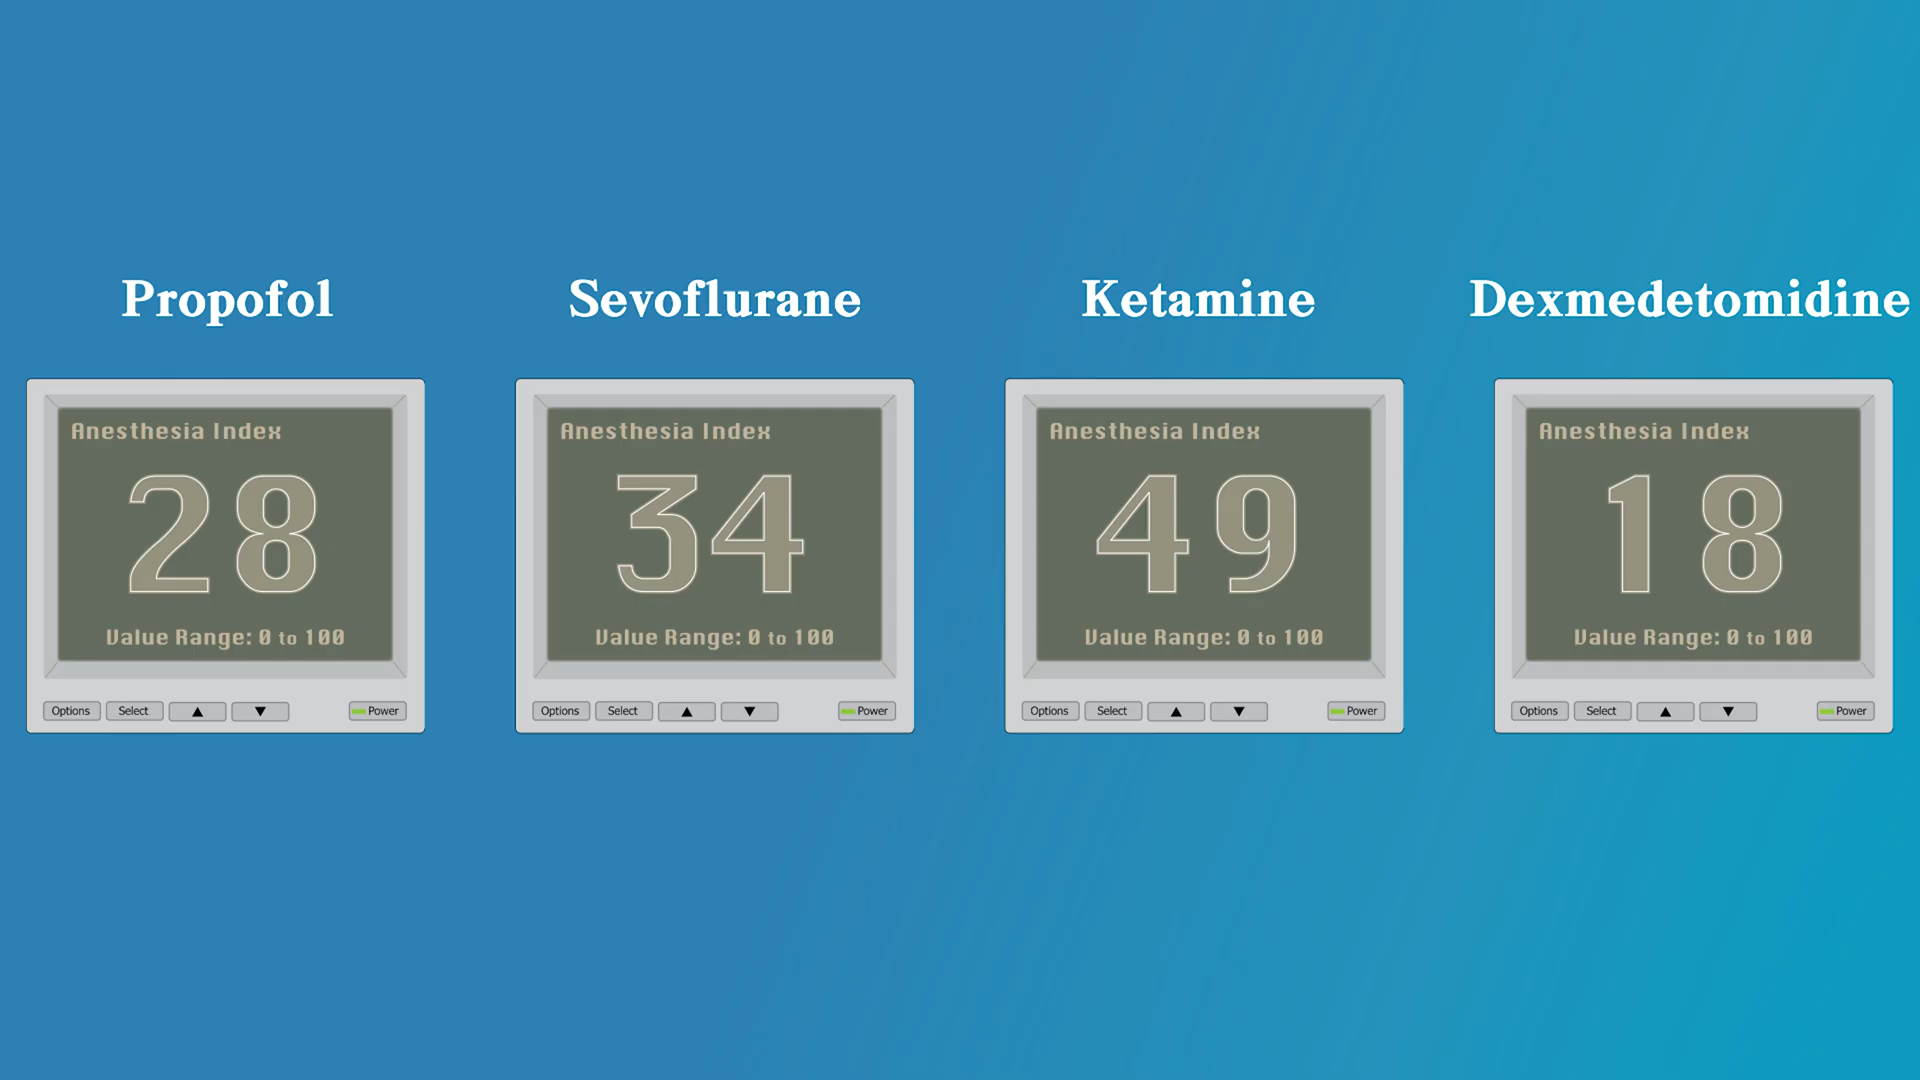 Propofol
Sevoflurane
Ketamine
Dexmedetomidine
Anesthesia Index
28
Value Range: 0 to 100
Options
Select
▲
▼
Power
Anesthesia Index
34
Value Range: 0 to 100
Options
Select
▲
▼
Power
Anesthesia Index
49
Value Range: 0 to 100
Options
Select
▲
▼
Power
Anesthesia Index
18
Value Range: 0 to 100
Options
Select
▲
▼
Power